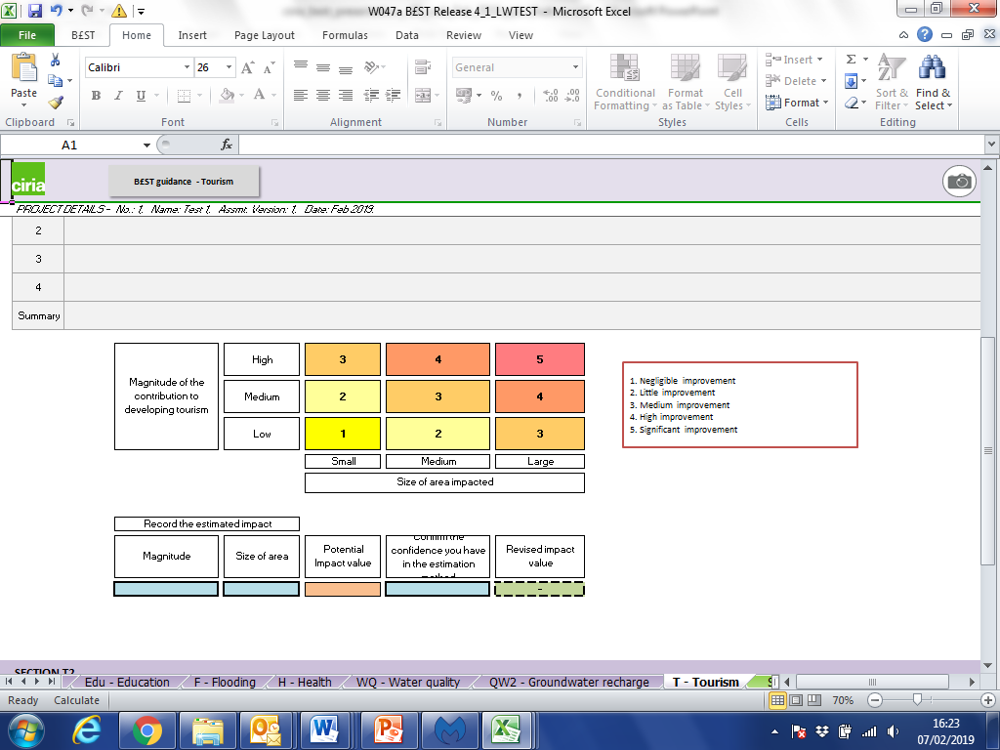 W047a B£ST Release 4_1_LWTEST - Microsoft Excel
File B£ST Home Insert Page Layout Formulas Data Review View
Paste
Calibri 26
General
Conditional Formatting
Format as Table
Cell Styles
Insert
Delete
Format
Sort & Filter
Find & Select
Clipboard Font Alignment Number Styles Cells Editing
A1 fx
ciria
B£ST guidance - Tourism
PROJECT DETAILS - No.: 1. Name: Test 1. Assmt. Version: 1. Date: Feb 2019.
2
3
4
Summary
Magnitude of the
contribution to
developing tourism
High 3 4 5
Medium 2 3 4
Low 1 2 3
Small Medium Large
Size of area impacted
1. Negligible improvement
2. Little improvement
3. Medium improvement
4. High improvement
5. Significant improvement
Record the estimated impact
Magnitude
Size of area
Potential
Impact value
Confirm the
confidence you have
in the estimation
method
Revised impact
value
-
SECTION T2
Edu - Education F - Flooding H - Health WQ - Water quality QW2 - Groundwater recharge T - Tourism
Ready Calculate 70%
16:23
07/02/2019